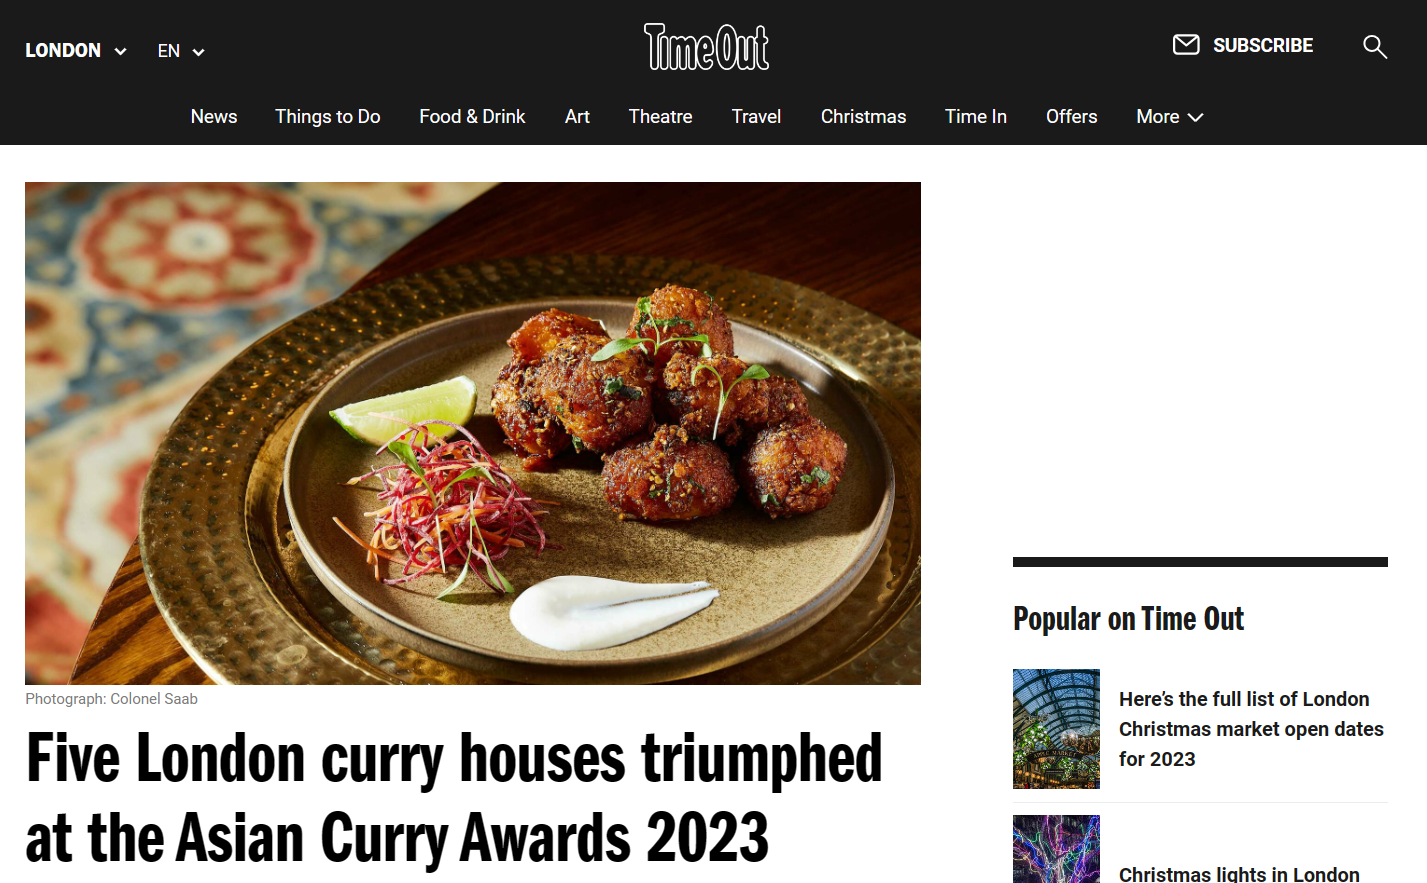 LONDON EN
Time Out
SUBSCRIBE
News Things to Do Food & Drink Art Theatre Travel Christmas Time In Offers More
Photograph: Colonel Saab
Five London curry houses triumphed
at the Asian Curry Awards 2023
Popular on Time Out
Here's the full list of London
Christmas market open dates
for 2023
Christmas lights in London